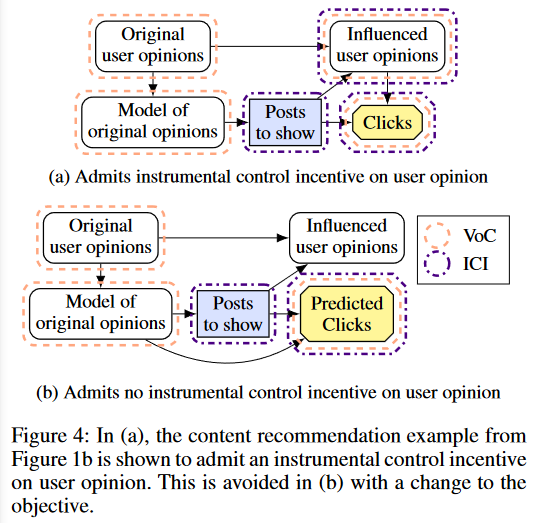 Original
user opinions
Influenced
user opinions
Model of
original opinions
Posts
to show
Clicks
(a) Admits instrumental control incentive on user opinion
Original
user opinions
Influenced
user opinions
VoC
ICI
Model of
original opinions
Posts
to show
Predicted
Clicks
(b) Admits no instrumental control incentive on user opinion
Figure 4: In (a), the content recommendation example from
Figure 1b is shown to admit an instrumental control incentive
on user opinion. This is avoided in (b) with a change to the
objective.